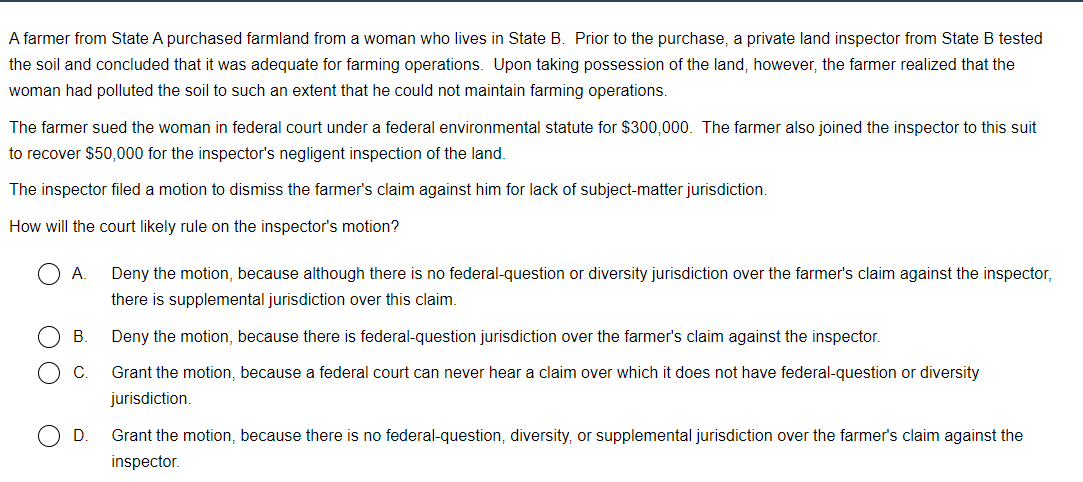 A farmer from State A purchased farmland from a woman who lives in State B.  Prior to the purchase, a private land inspector from State B tested
the soil and concluded that it was adequate for farming operations.  Upon taking possession of the land, however, the farmer realized that the
woman had polluted the soil to such an extent that he could not maintain farming operations.
The farmer sued the woman in federal court under a federal environmental statute for $300,000.  The farmer also joined the inspector to this suit
to recover $50,000 for the inspector's negligent inspection of the land.
The inspector filed a motion to dismiss the farmer's claim against him for lack of subject-matter jurisdiction.
How will the court likely rule on the inspector's motion?
A. Deny the motion, because although there is no federal-question or diversity jurisdiction over the farmer's claim against the inspector,
there is supplemental jurisdiction over this claim.
B. Deny the motion, because there is federal-question jurisdiction over the farmer's claim against the inspector.
C. Grant the motion, because a federal court can never hear a claim over which it does not have federal-question or diversity
jurisdiction.
D. Grant the motion, because there is no federal-question, diversity, or supplemental jurisdiction over the farmer's claim against the
inspector.